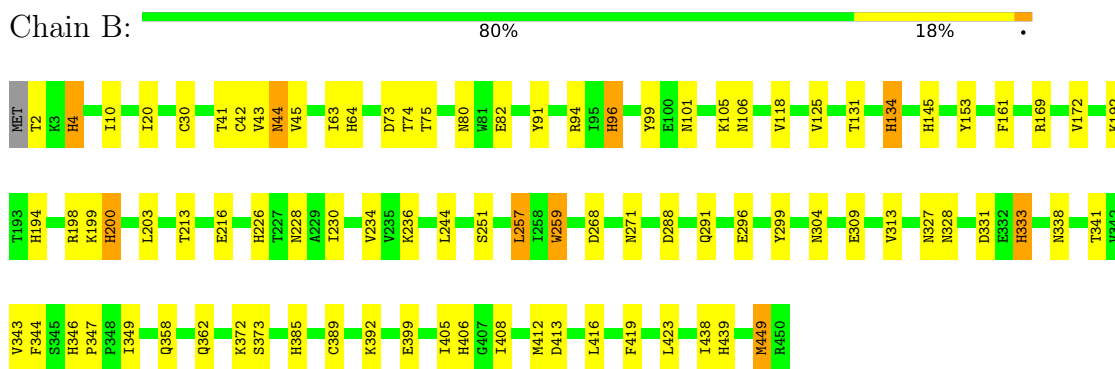 Chain B:
80% 18% •
MET T2 K3 H4 I10 I20 C30 T41 C42 V43 N44 V45 I63 H64 D73 T74 T75 N80 W81 E82 Y91 R94 I95 H96 Y99 E100 N101 K105 N106 V118 V125 T131 H134 H145 Y153 F161 R169 V172
T193 H194 R198 K199 H200 L203 T213 E216 H226 T227 N228 A229 I230 V234 V235 K236 L244 S251 L257 I258 W259 D268 N271 D288 Q291 E296 Y299 N304 E309 V313 N327 N328 D331 E332 H333 N338 T341
V343 F344 S345 H346 P347 P348 I349 Q358 Q362 K372 S373 H385 C389 K392 E399 I405 H406 G407 I408 M412 D413 L416 F419 L423 I438 H439 M449 R450